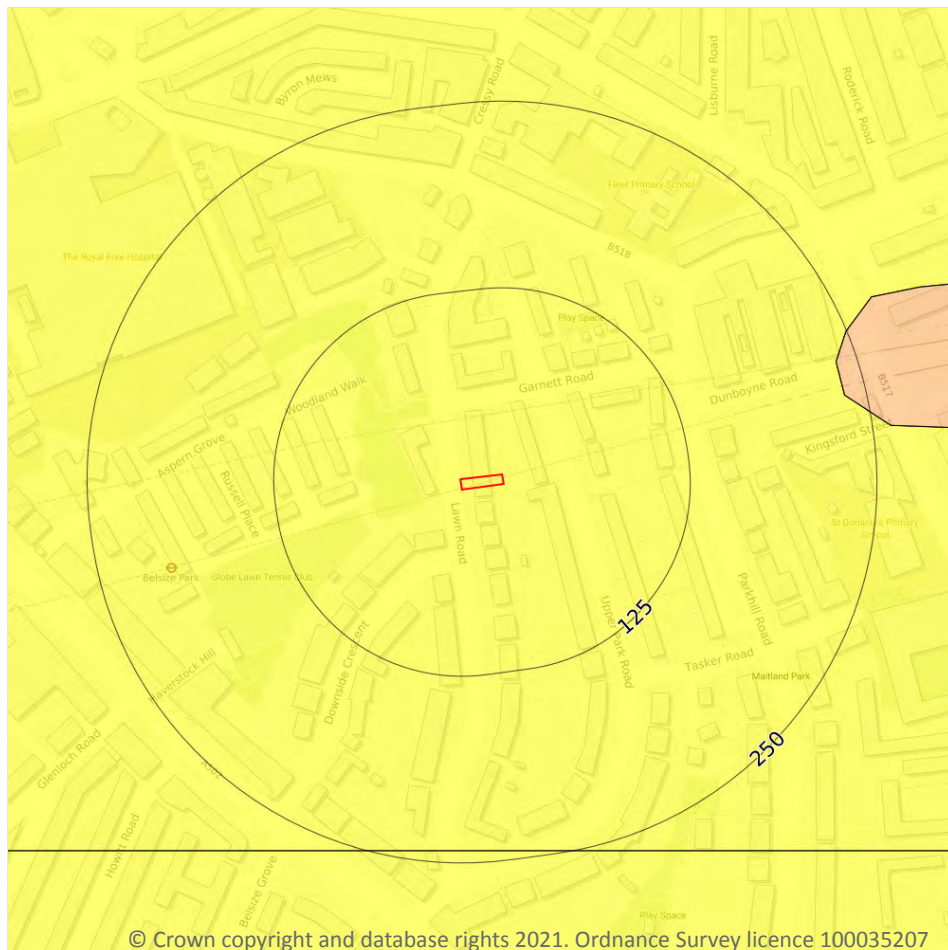 Byron Mews
Cressy Road
Lisburne Road
Roderick Road
Fleet Primary School
The Royal Free Hospital
B518
Play Space
Woodland Walk
Garnett Road
Dunboyne Road
B517
Kingsford Street
Aspern Grove
Russell Place
Lawn Road
St Dominic's Primary
School
Belsize Park
Globe Lawn Tennis Club
Upper Park Road
125
Parkhill Road
Tasker Road
Maitland Park
Haverstock Hill
Downside Crescent
Glenloch Road
A502
250
Howitt Road
Belsize Grove
Play Space
© Crown copyright and database rights 2021. Ordnance Survey licence 100035207